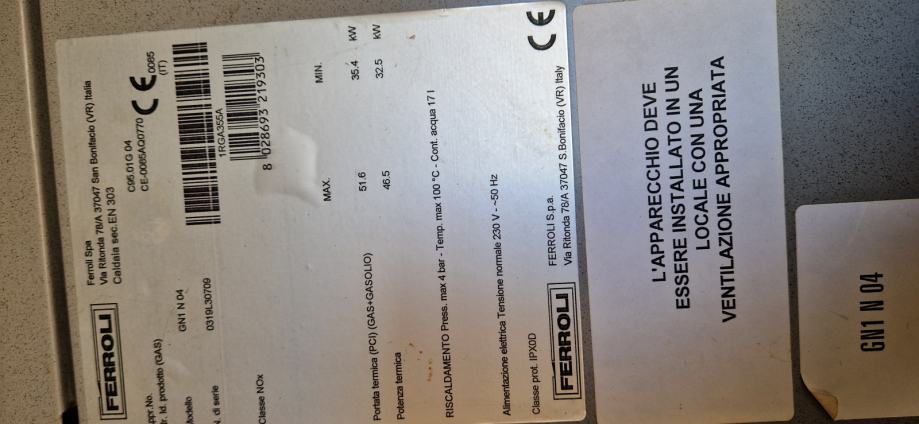 FERROLI
Ferroli Spa
Via Ritonda 78/A 37047 San Bonifacio (VR) Italia
Caldaia sec.EN 303
Appr.No. C95.01G 04
Nr. Id. prodotto (GAS) CE-0085AQ0770 CE 0085
(IT)
Modello GN1 N 04
N. di serie 0319L30709
1RGA355A
8 028693 219303
Classe NOx
MAX. MIN.
Portata termica (PCI) (GAS+GASOLIO) 51.6 35.4 kW
Potenza termica 46.5 32.5 kW
RISCALDAMENTO Press. max 4 bar - Temp. max 100 °C - Cont. acqua 17 l
Alimentazione elettrica Tensione normale 230 V - ~50 Hz
Classe prot. IPX0D
FERROLI
FERROLI S.p.a.
Via Ritonda 78/A 37047 S.Bonifacio (VR) Italy
CE
L'APPARECCHIO DEVE
ESSERE INSTALLATO IN UN
LOCALE CON UNA
VENTILAZIONE APPROPRIATA
GN1 N 04